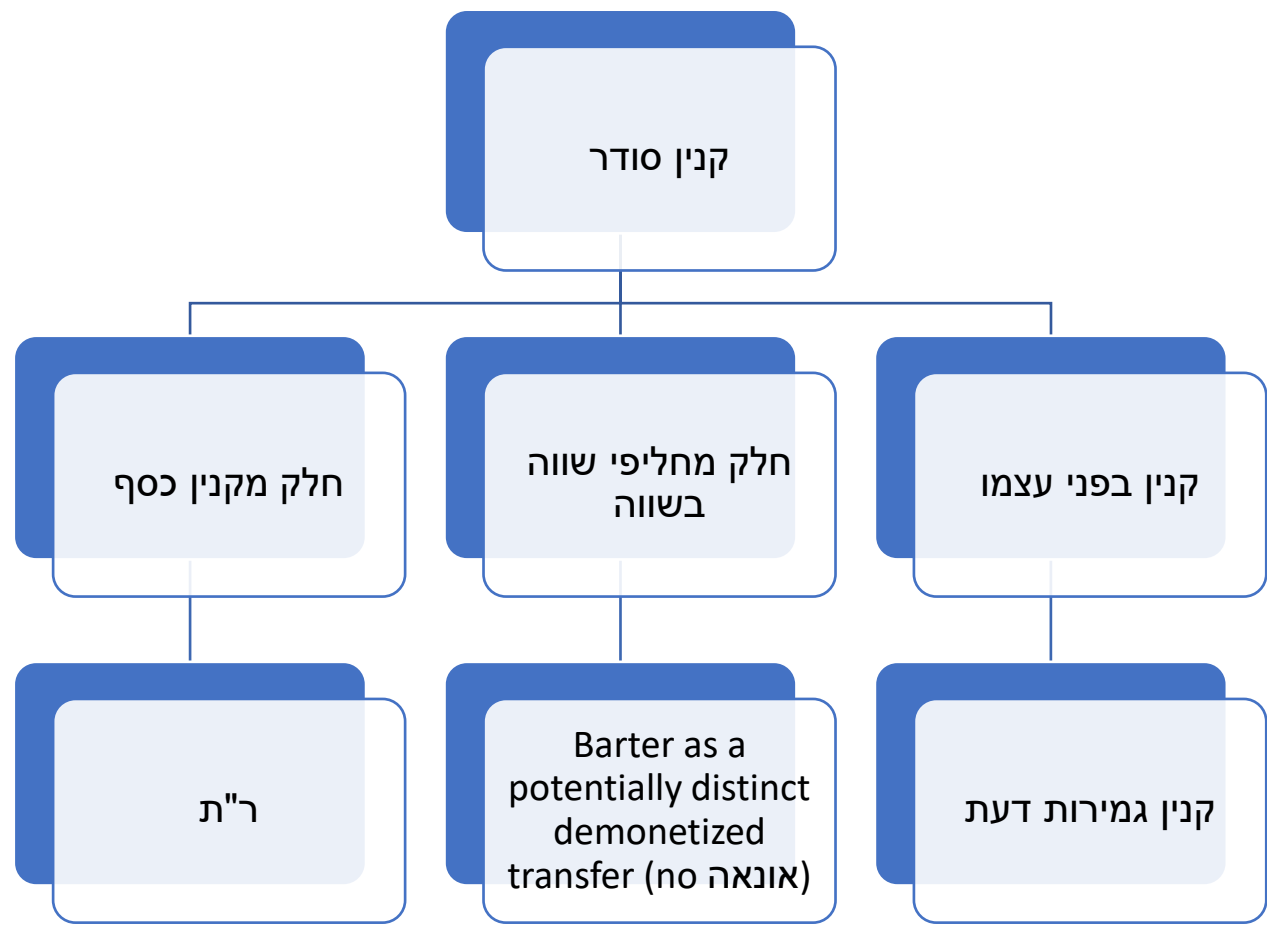 קנין סודר
קנין בפני עצמו
חלק מחליפי שווה
בשווה
חלק מקנין כסף
קנין גמירות דעת
Barter as a
potentially distinct
demonetized
transfer (no אונאה)
ר"ת